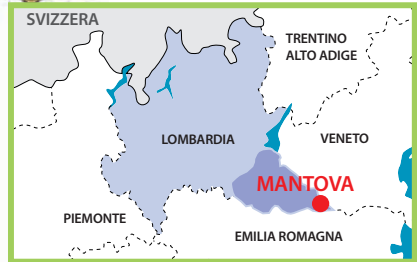 SVIZZERA
TRENTINO
ALTO ADIGE
LOMBARDIA
VENETO
MANTOVA
PIEMONTE
EMILIA ROMAGNA